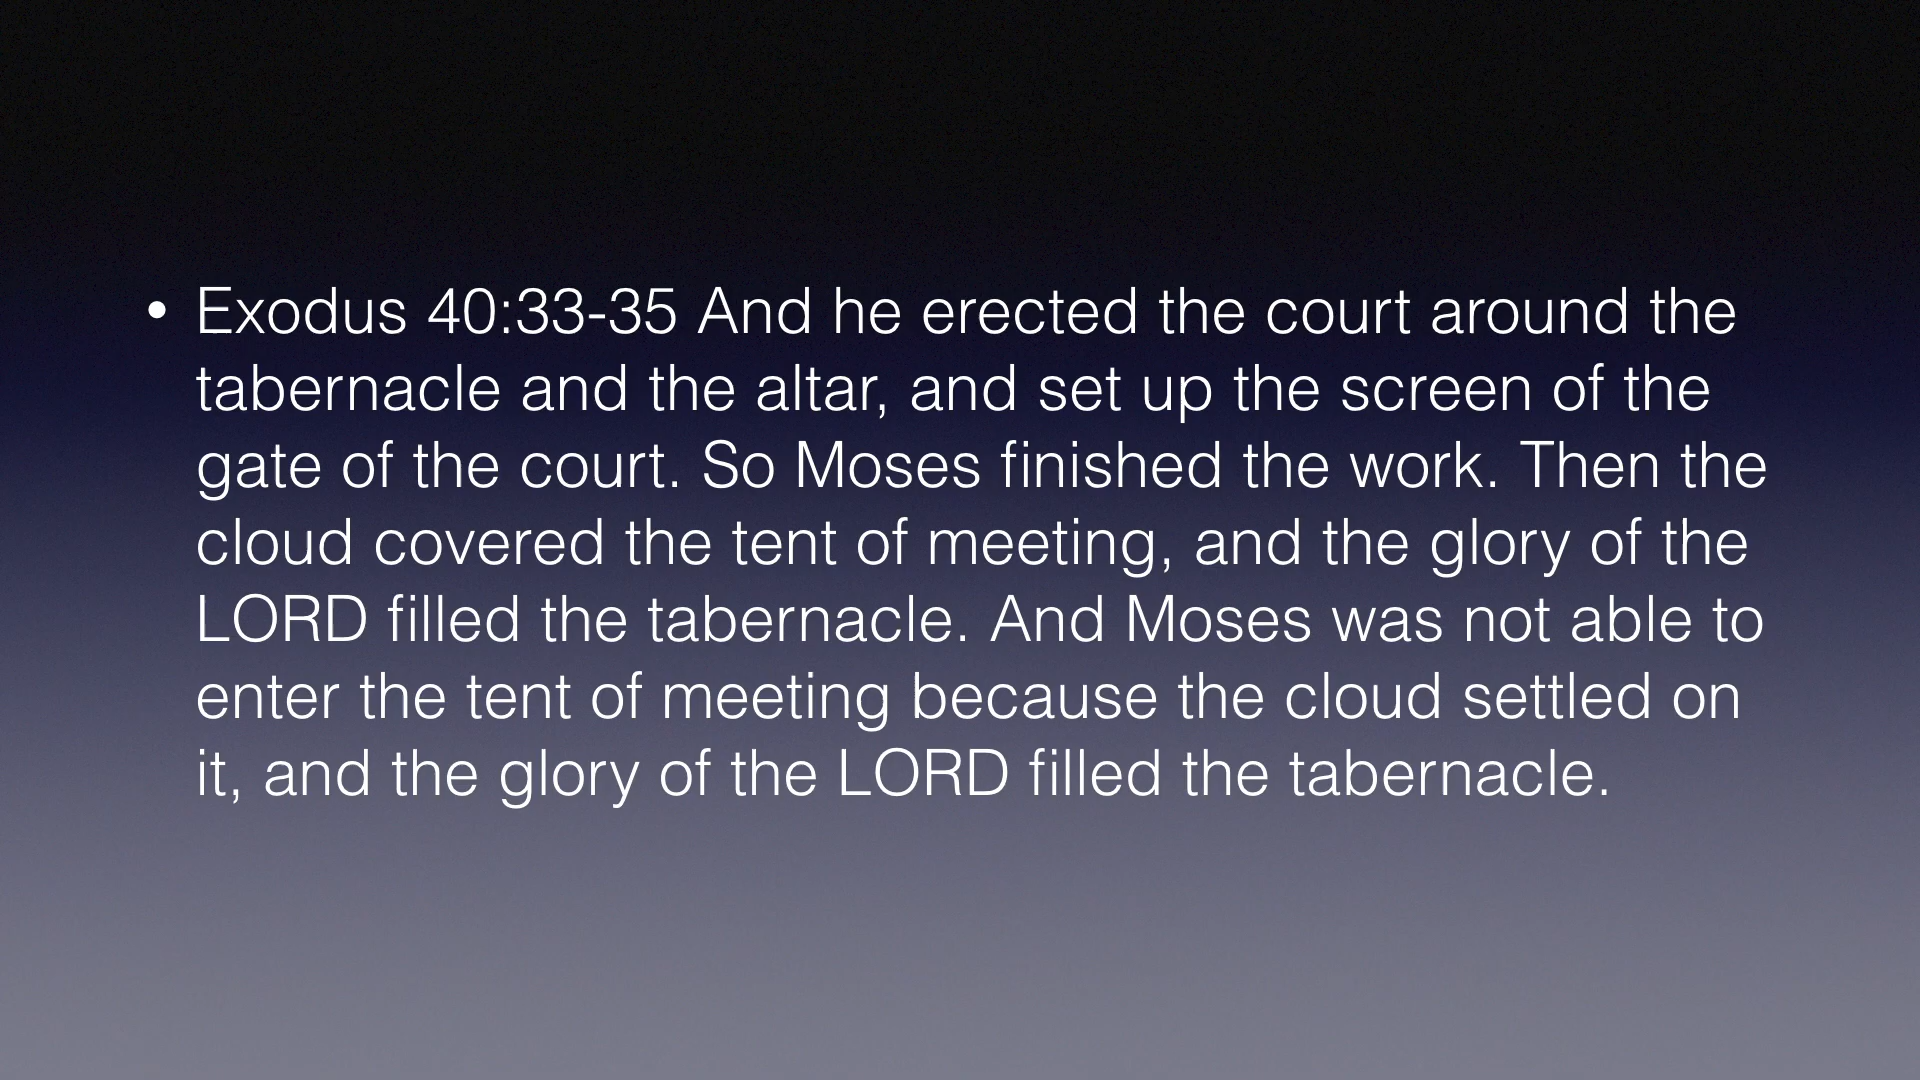 • Exodus 40:33-35 And he erected the court around the
tabernacle and the altar, and set up the screen of the
gate of the court. So Moses finished the work. Then the
cloud covered the tent of meeting, and the glory of the
LORD filled the tabernacle. And Moses was not able to
enter the tent of meeting because the cloud settled on
it, and the glory of the LORD filled the tabernacle.